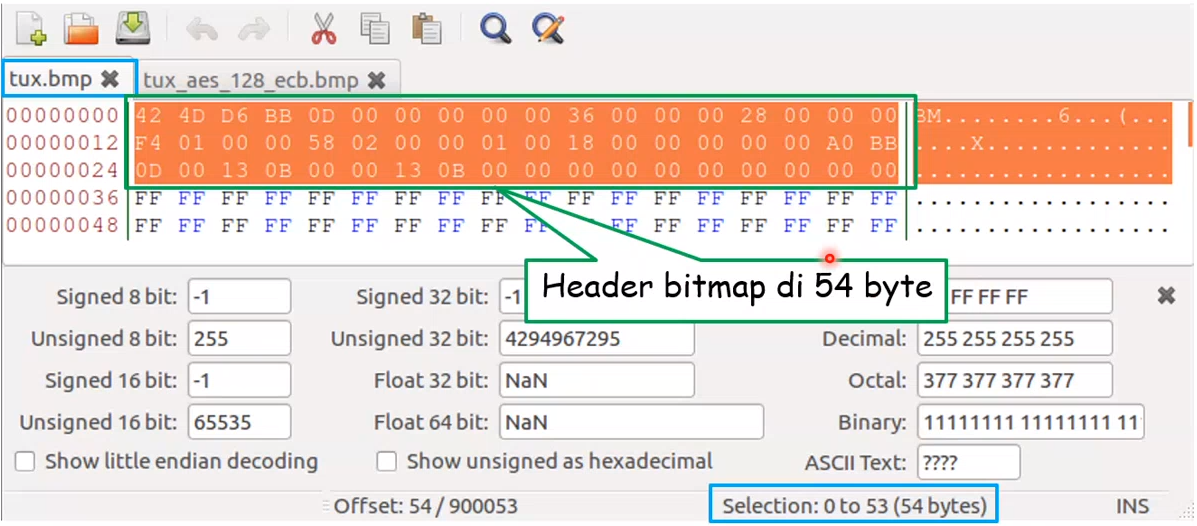 tux.bmp tux_aes_128_ecb.bmp
00000000 42 4D D6 BB 0D 00 00 00 00 00 36 00 00 00 28 00 00 00 BM........6...(...
00000012 F4 01 00 00 58 02 00 00 01 00 18 00 00 00 00 00 A0 BB ....X.............
00000024 0D 00 13 0B 00 00 13 0B 00 00 00 00 00 00 00 00 00 00 ..................
00000036 FF FF FF FF FF FF FF FF FF FF FF FF FF FF FF FF FF FF ..................
00000048 FF FF FF FF FF FF FF FF FF FF FF FF FF FF FF FF FF ..................
Header bitmap di 54 byte
Signed 8 bit: -1 Signed 32 bit: -1 FF FF FF
Unsigned 8 bit: 255 Unsigned 32 bit: 4294967295 Decimal: 255 255 255 255
Signed 16 bit: -1 Float 32 bit: NaN Octal: 377 377 377 377
Unsigned 16 bit: 65535 Float 64 bit: NaN Binary: 11111111 11111111 11
Show little endian decoding Show unsigned as hexadecimal ASCII Text: ????
Offset: 54 / 900053 Selection: 0 to 53 (54 bytes) INS